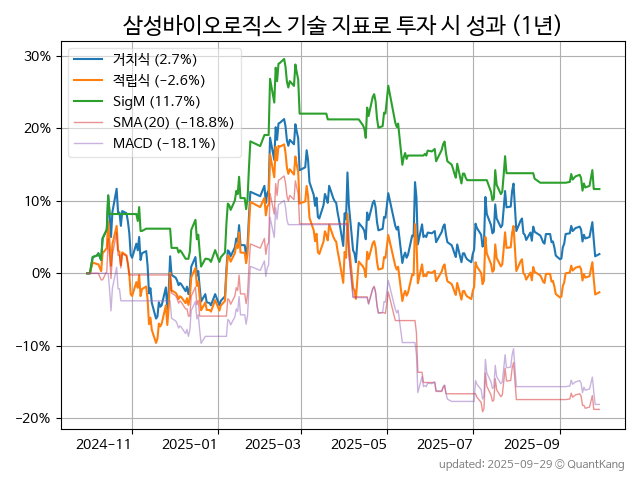 삼성바이오로직스 기술 지표로 투자 시 성과 (1년)
거치식 (2.7%)
적립식 (−2.6%)
SigM (11.7%)
SMA(20) (−18.8%)
MACD (−18.1%)
30%
20%
10%
0%
−10%
−20%
2024-11 2025-01 2025-03 2025-05 2025-07 2025-09
updated: 2025-09-29 © QuantKang